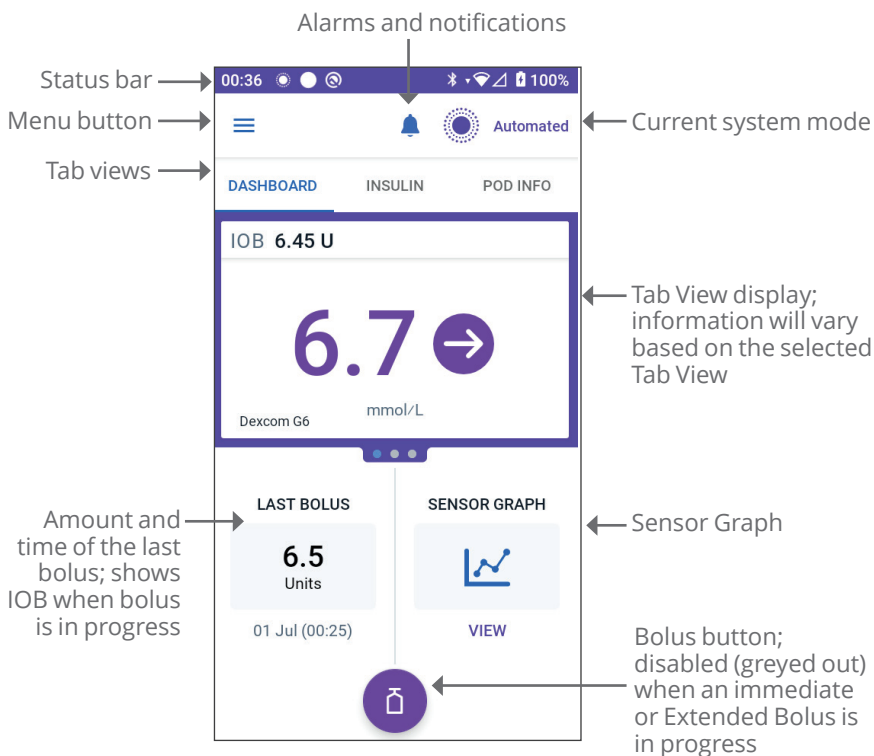 Alarms and notifications
Status bar
00:36
100%
Menu button
Automated
Current system mode
Tab views
DASHBOARD
INSULIN
POD INFO
IOB 6.45 U
6.7
mmol/L
Dexcom G6
Tab View display;
information will vary
based on the selected
Tab View
LAST BOLUS
6.5
Units
01 Jul (00:25)
Amount and
time of the last
bolus; shows
IOB when bolus
is in progress
SENSOR GRAPH
VIEW
Sensor Graph
Bolus button;
disabled (greyed out)
when an immediate
or Extended Bolus is
in progress